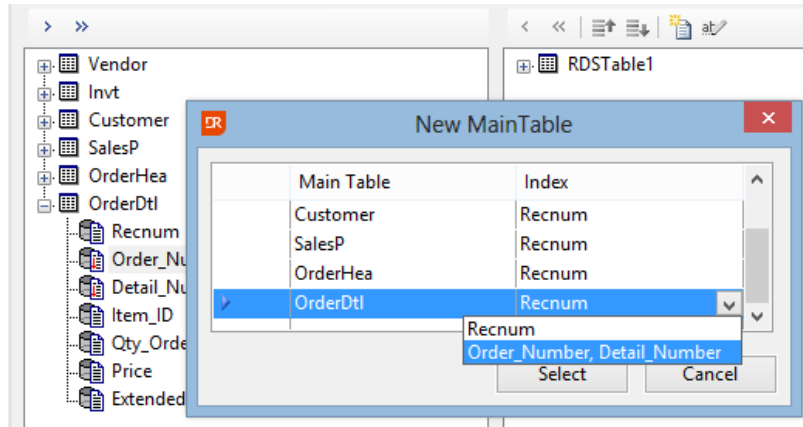 Vendor
RDSTable1
Invt
Customer
SalesP
OrderHea
OrderDtl
Recnum
Order_Nu
Detail_Nu
Item_ID
Qty_Orde
Price
Extended
DR
New MainTable
Main Table Index
Customer Recnum
SalesP Recnum
OrderHea Recnum
OrderDtl Recnum
Recnum
Order_Number, Detail_Number
Select Cancel